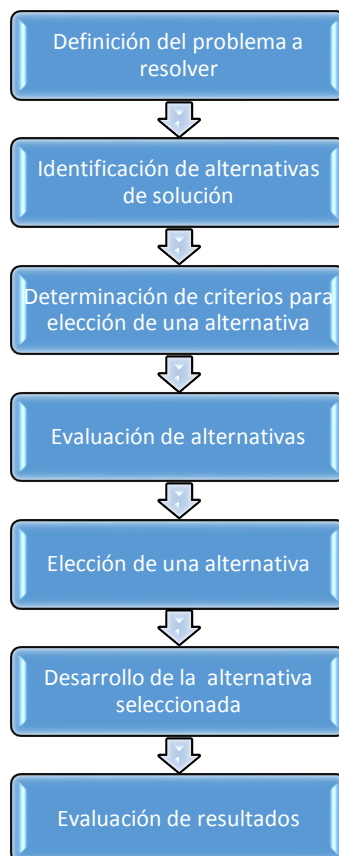 Definición del problema a
resolver
Identificación de alternativas
de solución
Determinación de criterios para
elección de una alternativa
Evaluación de alternativas
Elección de una alternativa
Desarrollo de la alternativa
seleccionada
Evaluación de resultados